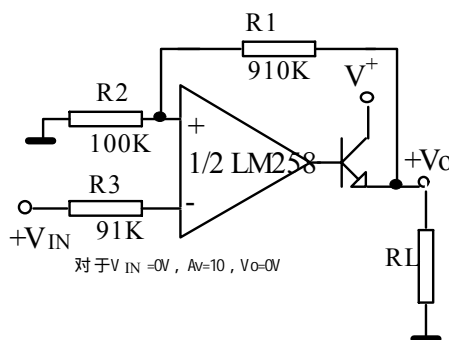 R1
910K
V+
R2
100K
+
1/2 LM258
+Vo
R3
-
91K
+VIN
RL
对于V IN =0V , Av=10 , Vo=0V